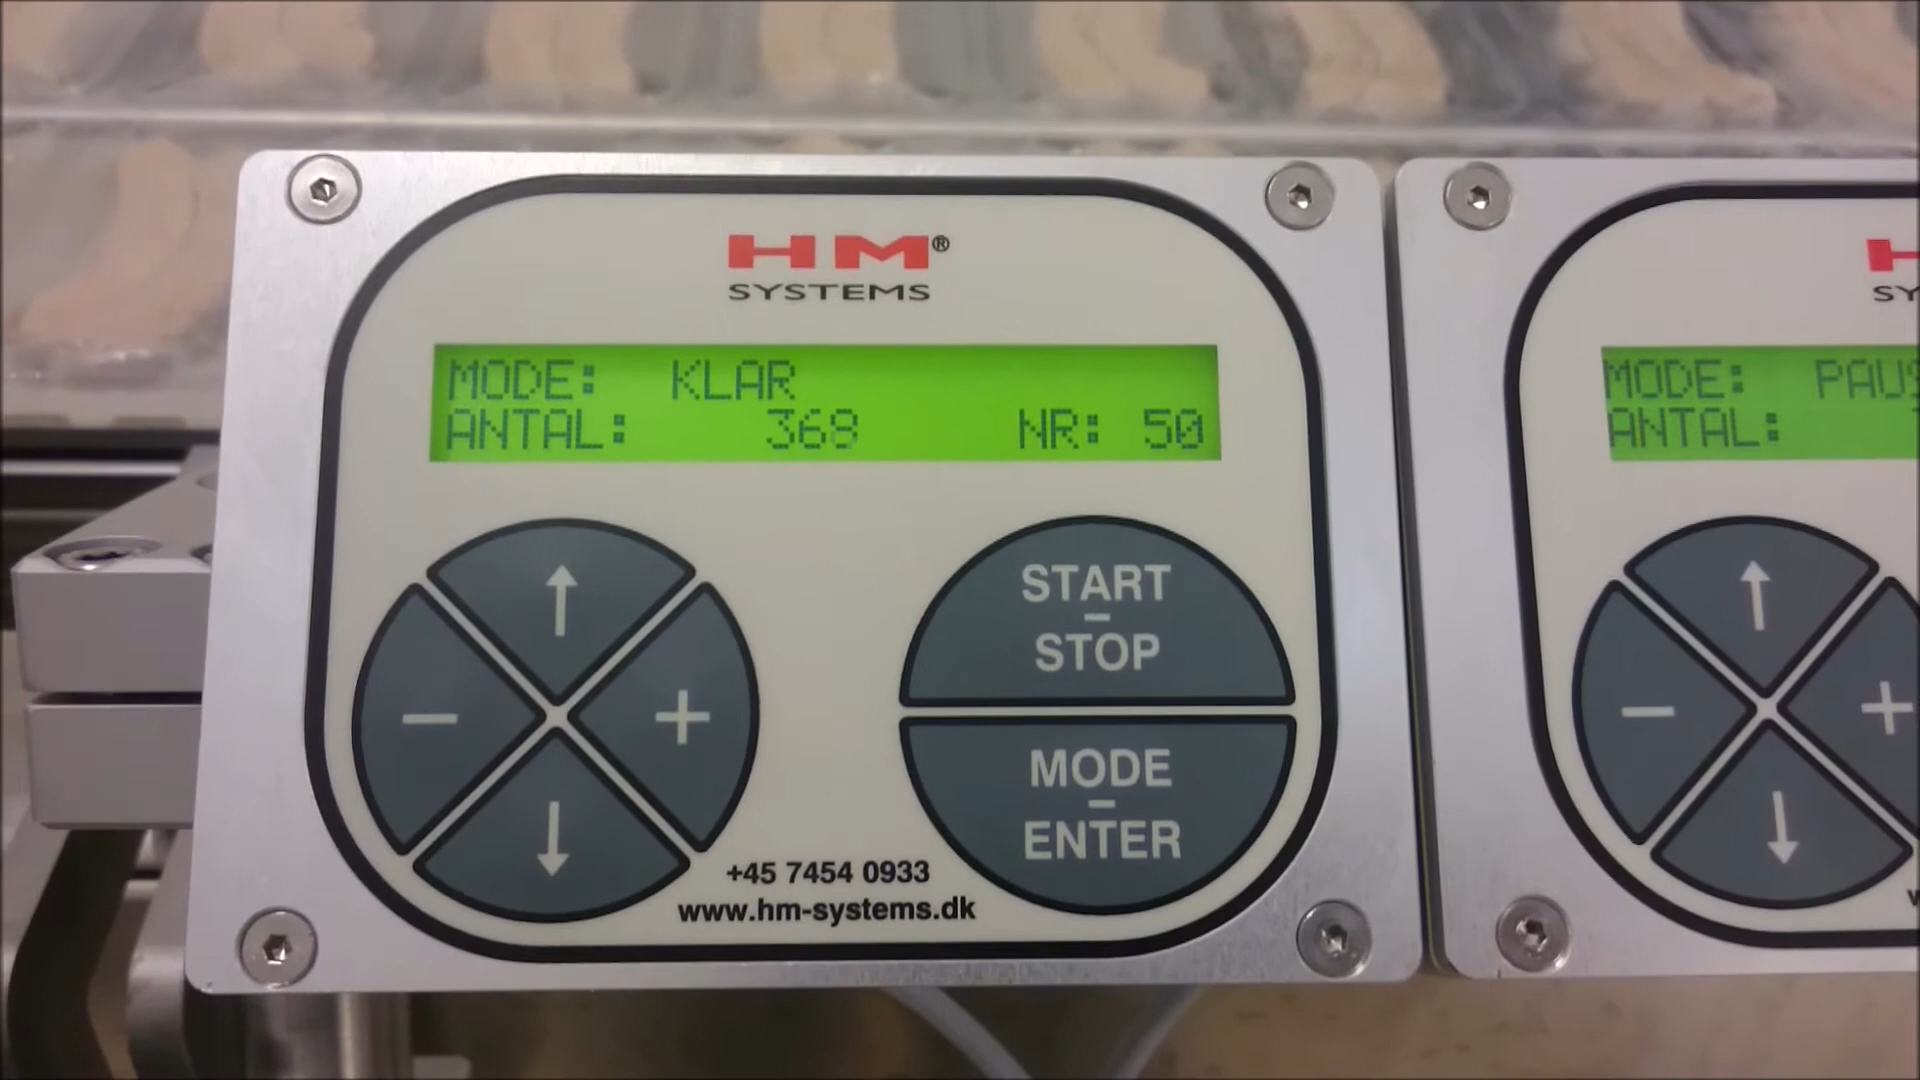 HM®
SYSTEMS
MODE: KLAR
ANTAL: 368 NR: 50
START
–
STOP
MODE
–
ENTER
+45 7454 0933
www.hm-systems.dk
MODE:
ANTAL: